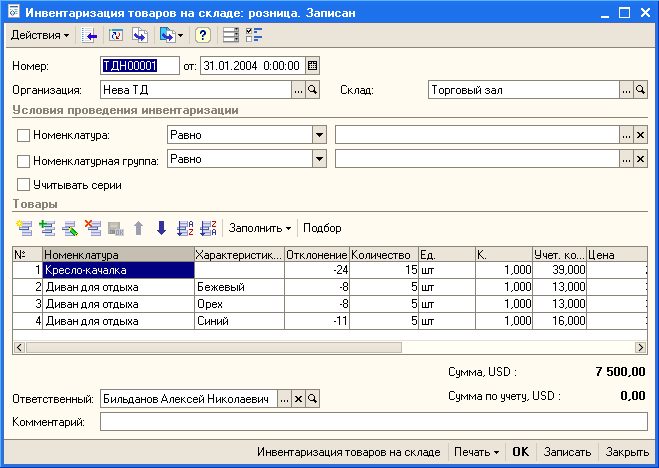 Инвентаризация товаров на складе: розница. Записан
Действия
Номер: ТДН00001 от: 31.01.2004 0:00:00
Организация: Нева ТД ... Склад: Торговый зал ...
Условия проведения инвентаризации
Номенклатура: Равно ...
Номенклатурная группа: Равно ...
Учитывать серии
Товары
Заполнить Подбор
№ Номенклатура Характеристик... Отклонение Количество Ед. К. Учет. ко... Цена
1 Кресло-качалка -24 15 шт 1,000 39,000
2 Диван для отдыха Бежевый -8 5 шт 1,000 13,000
3 Диван для отдыха Орех -8 5 шт 1,000 13,000
4 Диван для отдыха Синий -11 5 шт 1,000 16,000
Сумма, USD : 7 500,00
Ответственный: Бильданов Алексей Николаевич ... Сумма по учету, USD : 0,00
Комментарий:
Инвентаризация товаров на складе Печать OK Записать Закрыть